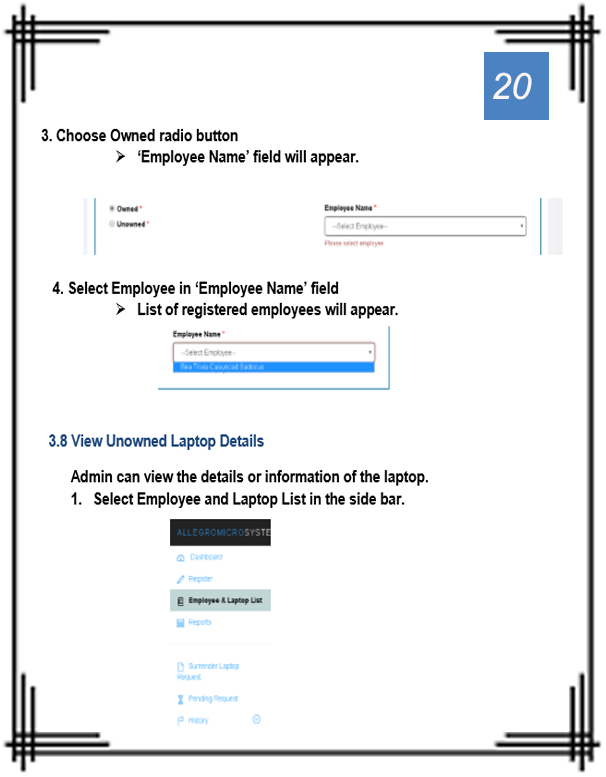 20
3. Choose Owned radio button
➢ ‘Employee Name’ field will appear.
Owned *
Employee Name *
Unowned *
--Select Employee--
Please select employee
4. Select Employee in ‘Employee Name’ field
➢ List of registered employees will appear.
Employee Name *
--Select Employee--
3.8 View Unowned Laptop Details
Admin can view the details or information of the laptop.
1. Select Employee and Laptop List in the side bar.
ALLEGROMICROSYSTE
Dashboard
Register
Employee & Laptop List
Reports
Surrender Laptop
Request
Pending Request
History